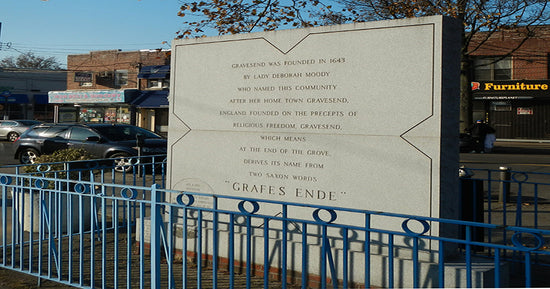 GRAVESEND WAS FOUNDED IN 1643
BY LADY DEBORAH MOODY
WHO NAMED THIS COMMUNITY
AFTER HER HOME TOWN GRAVESEND,
ENGLAND FOUNDED ON THE PRECEPTS OF
RELIGIOUS FREEDOM, GRAVESEND,
WHICH MEANS
AT THE END OF THE GROVE,
DERIVES ITS NAME FROM
TWO SAXON WORDS
"GRAFES ENDE"
Furniture